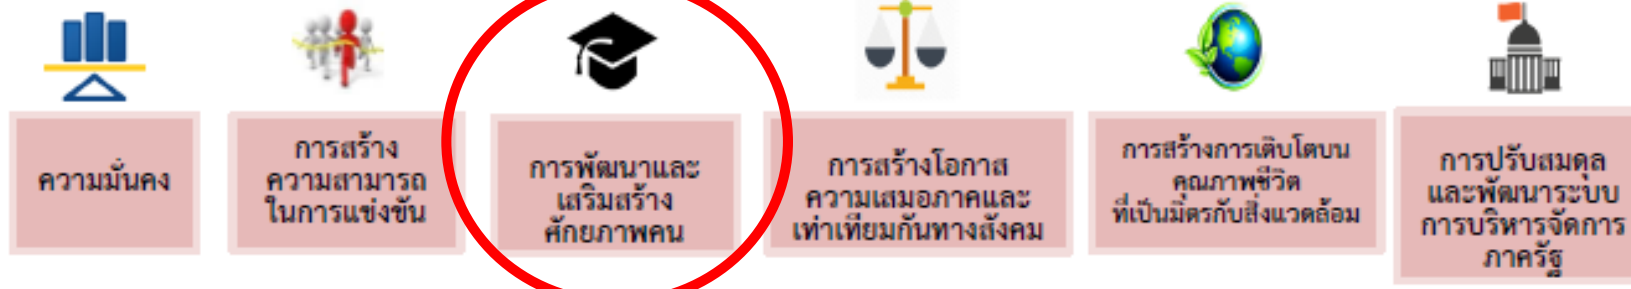 ความมั่นคง
การสร้าง
ความสามารถ
ในการแข่งขัน
การพัฒนาและ
เสริมสร้าง
ศักยภาพคน
การสร้างโอกาส
ความเสมอภาคและ
เท่าเทียมกันทางสังคม
การสร้างการเติบโตบน
คุณภาพชีวิต
ที่เป็นมิตรกับสิ่งแวดล้อม
การปรับสมดุล
และพัฒนาระบบ
การบริหารจัดการ
ภาครัฐ